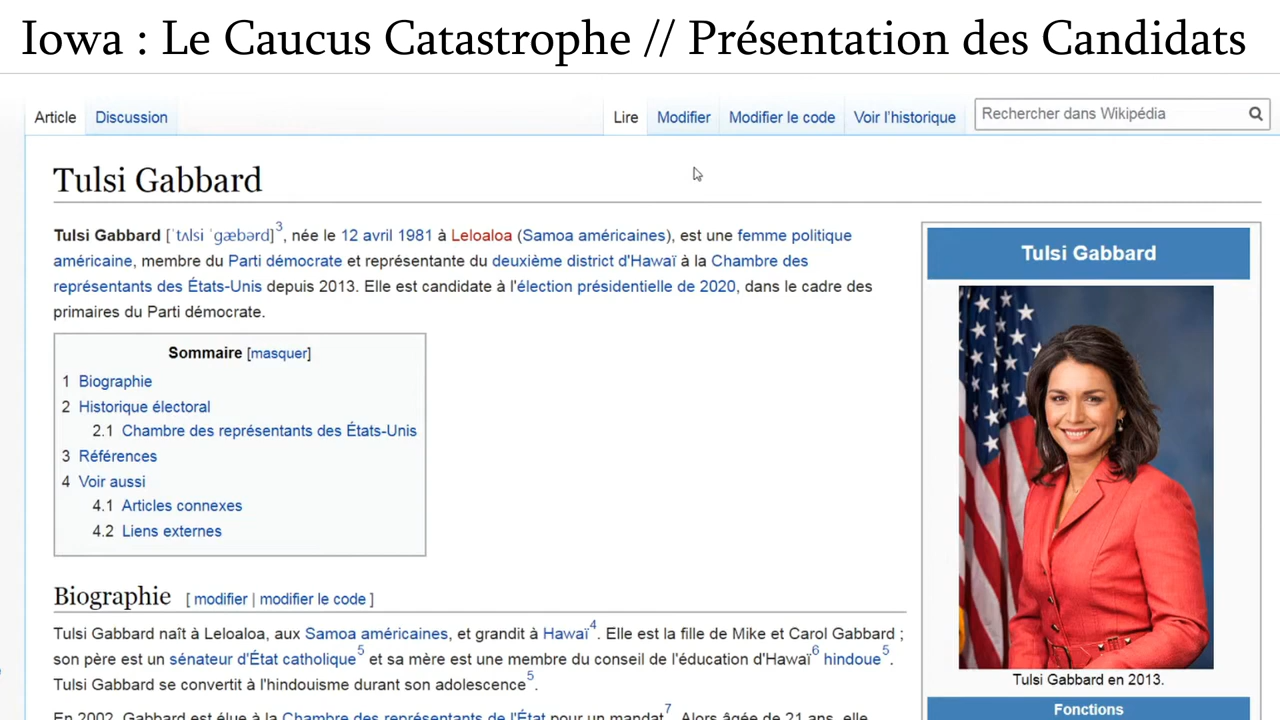 Iowa : Le Caucus Catastrophe // Présentation des Candidats
Article Discussion Lire Modifier Modifier le code Voir l'historique Rechercher dans Wikipédia
Tulsi Gabbard
Tulsi Gabbard [ˈtʌlsi ˈɡæbərd]3, née le 12 avril 1981 à Leloaloa (Samoa américaines), est une femme politique
américaine, membre du Parti démocrate et représentante du deuxième district d'Hawaï à la Chambre des
représentants des États-Unis depuis 2013. Elle est candidate à l'élection présidentielle de 2020, dans le cadre des
primaires du Parti démocrate.
Sommaire [masquer]
1 Biographie
2 Historique électoral
2.1 Chambre des représentants des États-Unis
3 Références
4 Voir aussi
4.1 Articles connexes
4.2 Liens externes
Biographie [ modifier | modifier le code ]
Tulsi Gabbard naît à Leloaloa, aux Samoa américaines, et grandit à Hawaï4. Elle est la fille de Mike et Carol Gabbard ;
son père est un sénateur d'État catholique5 et sa mère est une membre du conseil de l'éducation d'Hawaï6 hindoue5.
Tulsi Gabbard se convertit à l'hindouisme durant son adolescence5.
En 2002, Gabbard est élue à la Chambre des représentants de l'État pour un mandat7. Alors âgée de 21 ans, elle
Tulsi Gabbard
Tulsi Gabbard en 2013.
Fonctions